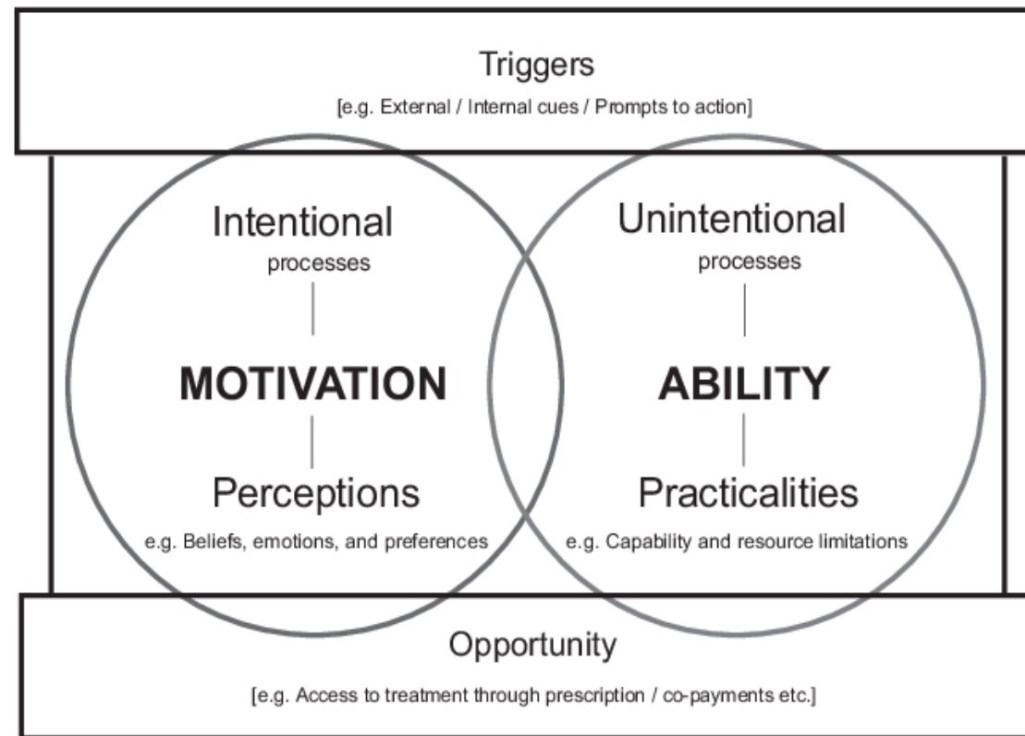 Triggers
[e.g. External / Internal cues / Prompts to action]
Intentional
processes
MOTIVATION
Perceptions
e.g. Beliefs, emotions, and preferences
Unintentional
processes
ABILITY
Practicalities
e.g. Capability and resource limitations
Opportunity
[e.g. Access to treatment through prescription / co-payments etc.]